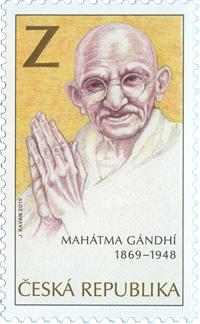 Z
J. KAVAN 2019
MAHÁTMA GÁNDHÍ
1869–1948
ČESKÁ REPUBLIKA